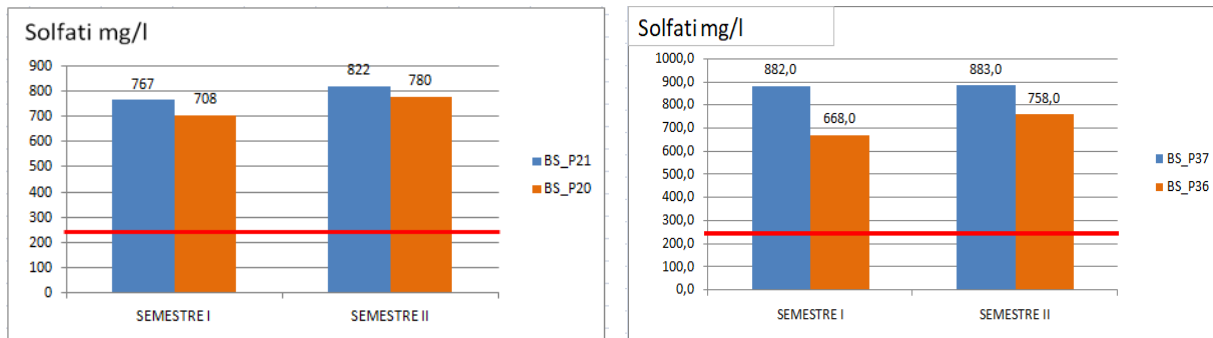 Solfati mg/l
900
800
700
600
500
400
300
200
100
0
767
708
822
780
SEMESTRE I
SEMESTRE II
BS_P21
BS_P20
Solfati mg/l
1000,0
900,0
800,0
700,0
600,0
500,0
400,0
300,0
200,0
100,0
0,0
882,0
668,0
883,0
758,0
SEMESTRE I
SEMESTRE II
BS_P37
BS_P36